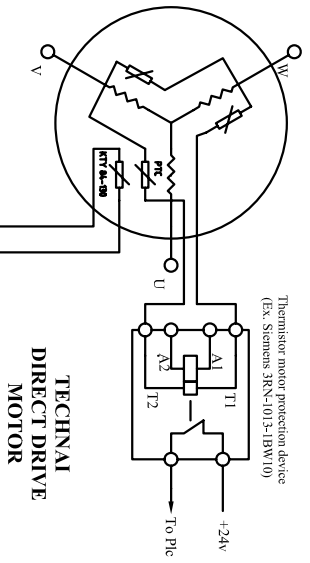 V
W
PTC
KTY 84-130
U
Thermistor motor protection device
(Ex. Siemens 3RN-1013-1BW10)
A2
A1
T2
T1
To Plc
+24v
TECHNAI
DIRECT DRIVE
MOTOR